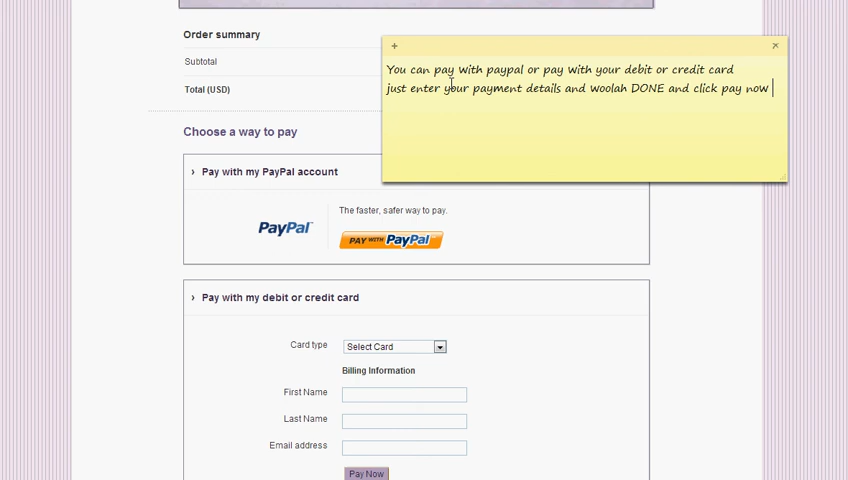 Order summary
Subtotal
Total (USD)
You can pay with paypal or pay with your debit or credit card
just enter your payment details and woolah DONE and click pay now
Choose a way to pay
› Pay with my PayPal account
PayPal
The faster, safer way to pay.
PAY WITH PayPal
› Pay with my debit or credit card
Card type Select Card
Billing Information
First Name
Last Name
Email address
Pay Now